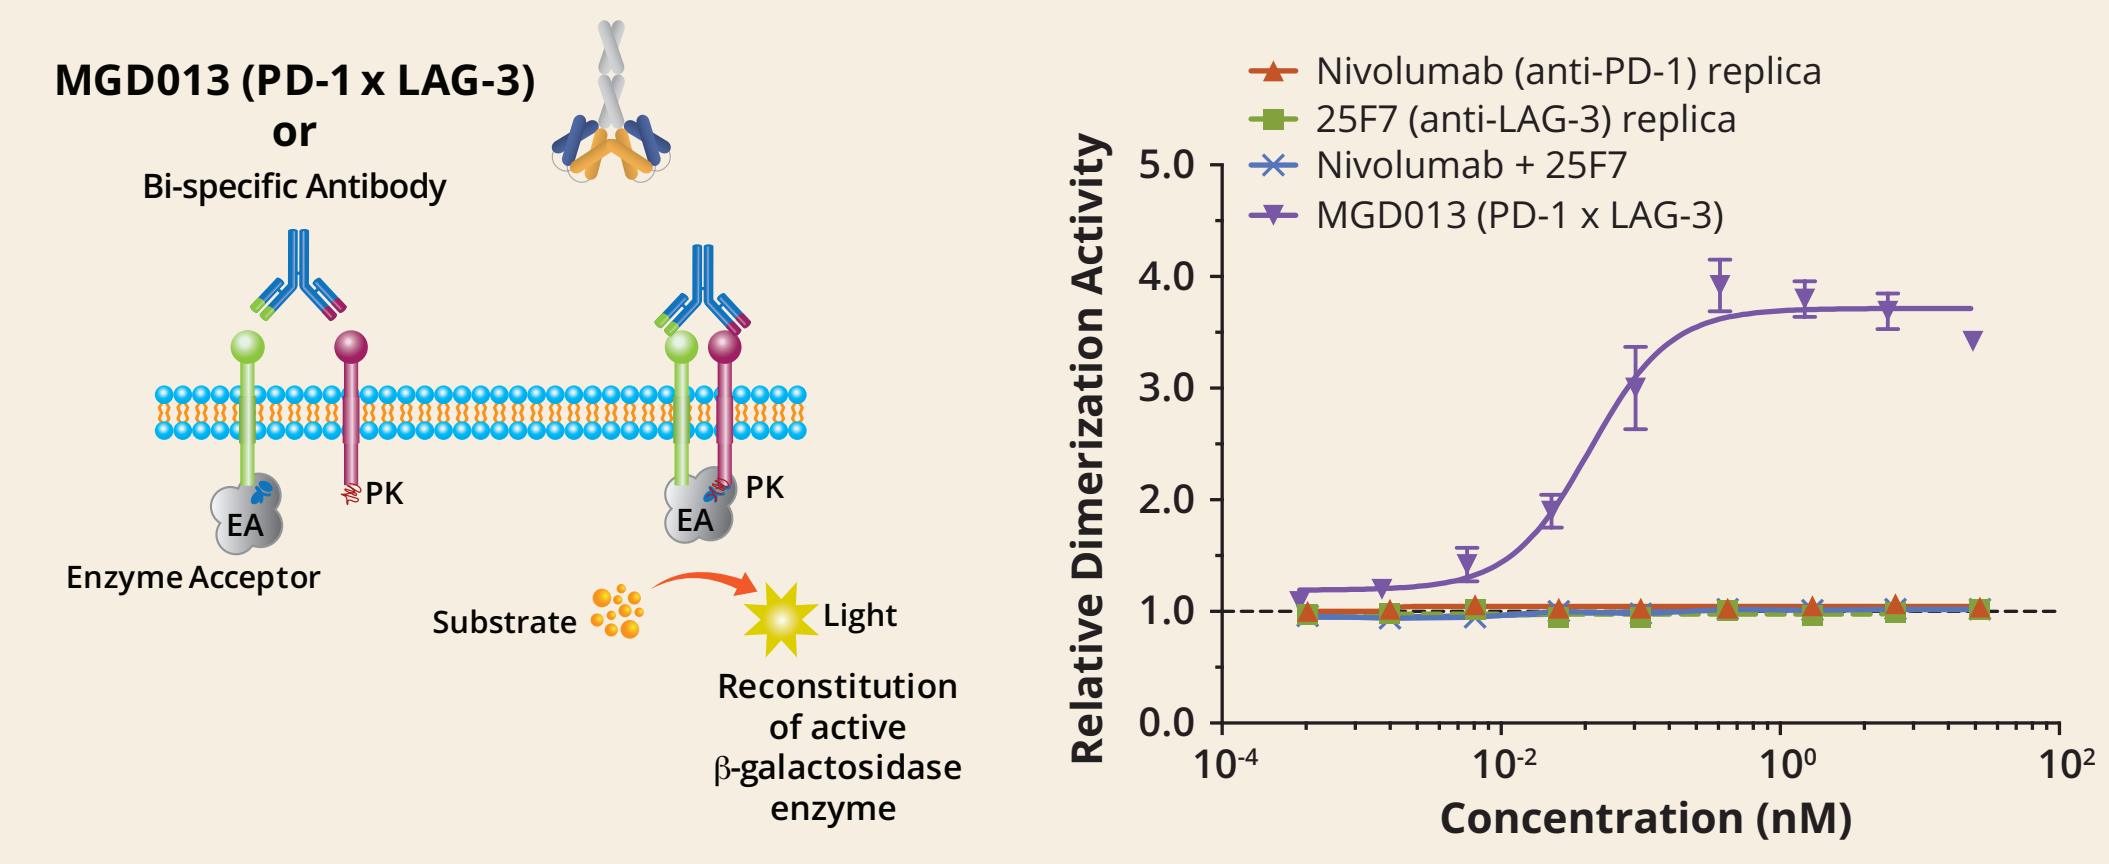 MGD013 (PD-1 x LAG-3)
or
Bi-specific Antibody
EA
PK
Enzyme Acceptor
EA
PK
Substrate
Light
Reconstitution
of active
β-galactosidase
enzyme
Nivolumab (anti-PD-1) replica
25F7 (anti-LAG-3) replica
Nivolumab + 25F7
MGD013 (PD-1 x LAG-3)
Relative Dimerization Activity
5.0
4.0
3.0
2.0
1.0
0.0
10⁻⁴ 10⁻² 10⁰ 10²
Concentration (nM)